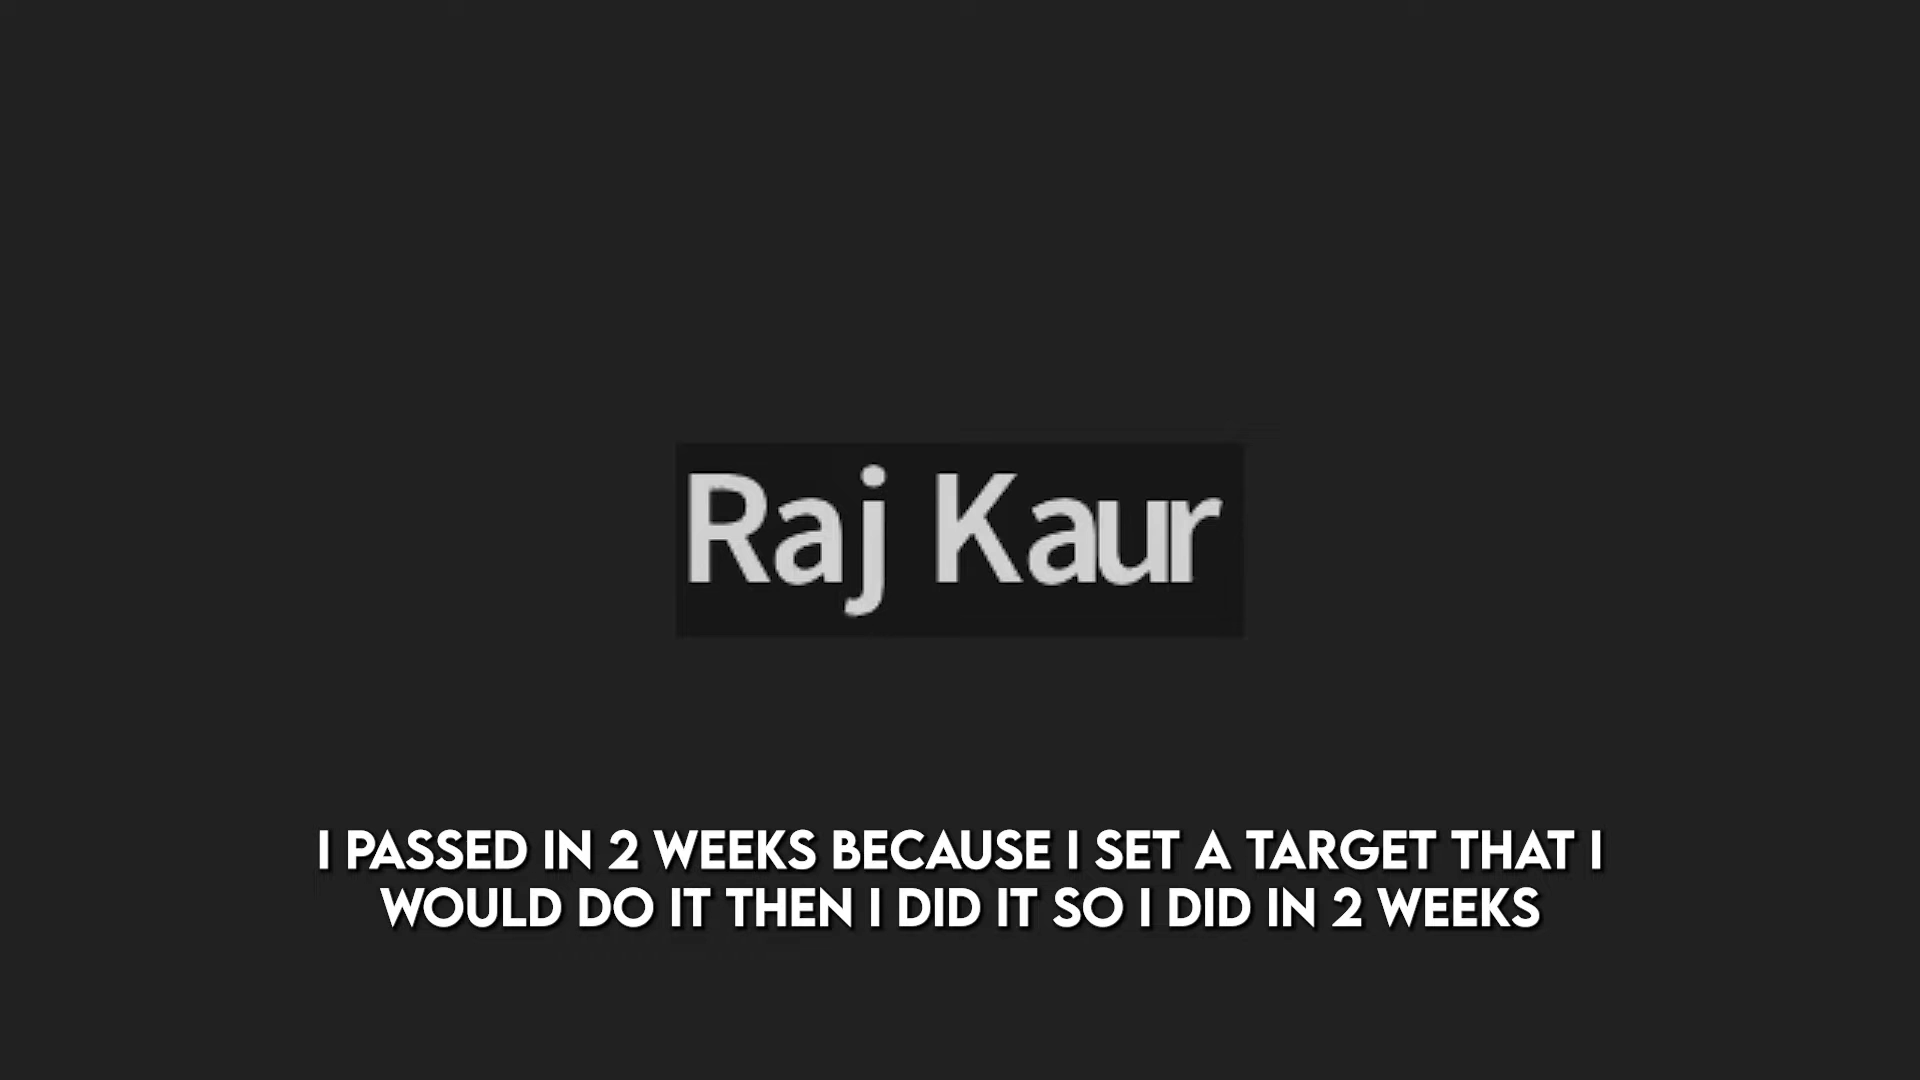 Raj Kaur
I PASSED IN 2 WEEKS BECAUSE I SET A TARGET THAT I
WOULD DO IT THEN I DID IT SO I DID IN 2 WEEKS